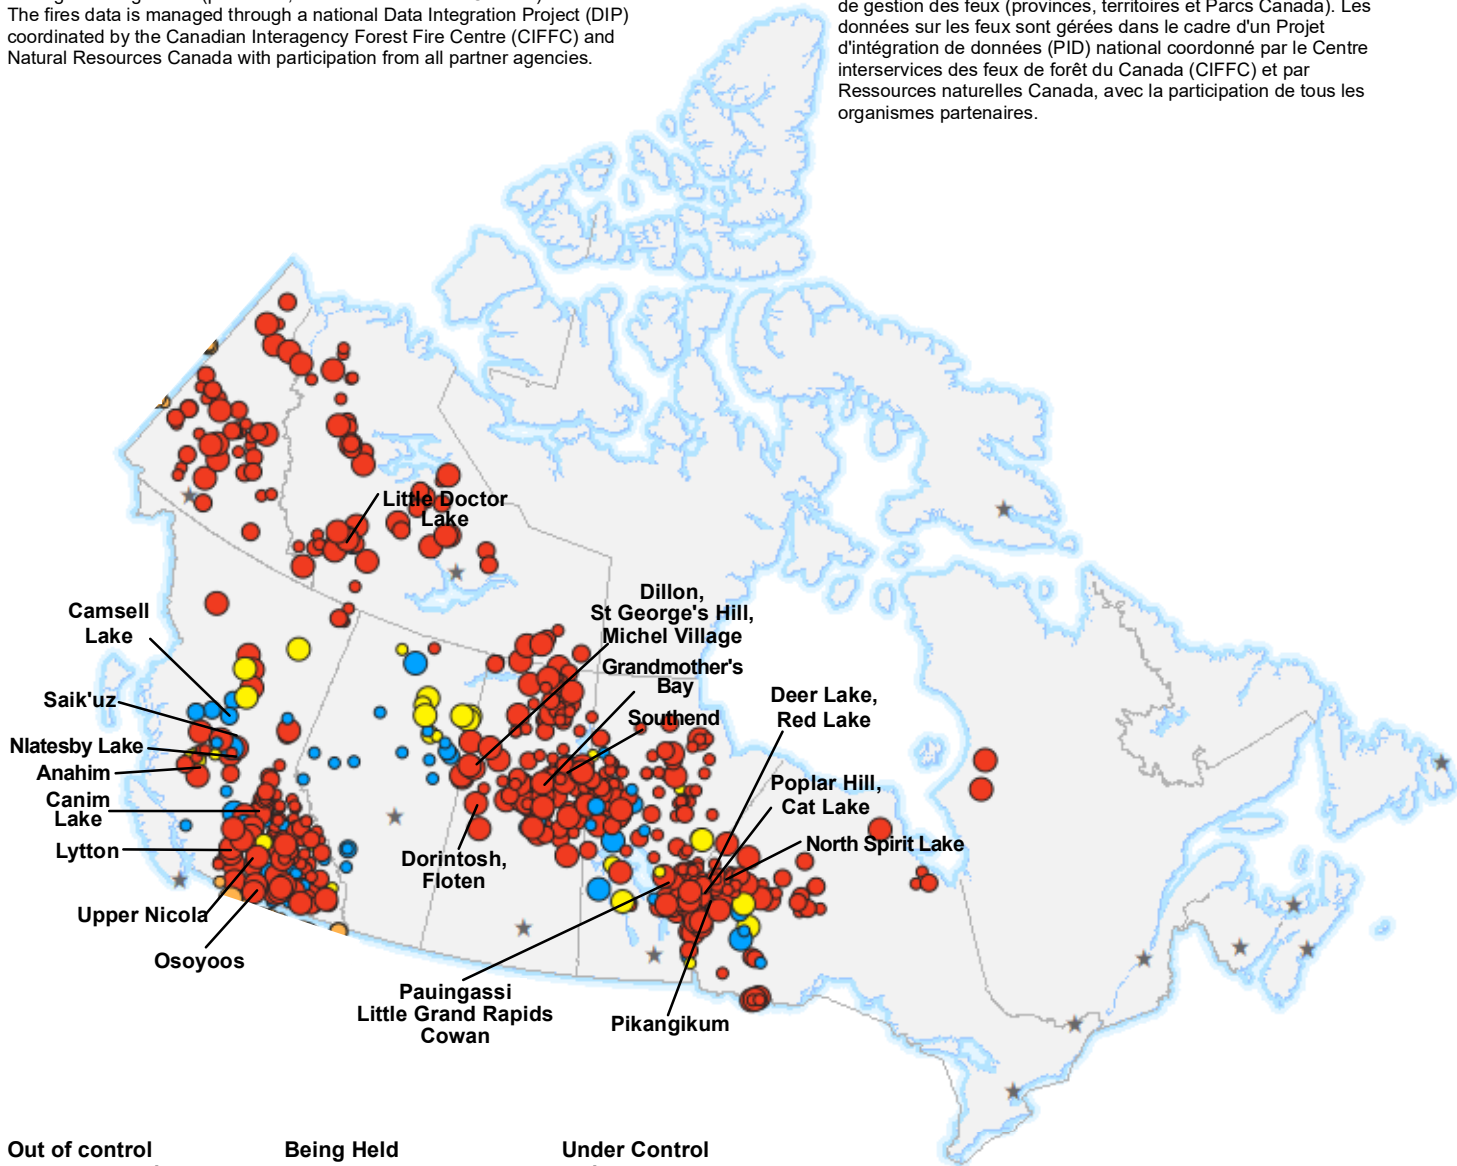 The fires data is managed through a national Data Integration Project (DIP)
coordinated by the Canadian Interagency Forest Fire Centre (CIFFC) and
Natural Resources Canada with participation from all partner agencies.
de gestion des feux (provinces, territoires et Parcs Canada). Les
données sur les feux sont gérées dans le cadre d'un Projet
d'intégration de données (PID) national coordonné par le Centre
interservices des feux de forêt du Canada (CIFFC) et par
Ressources naturelles Canada, avec la participation de tous les
organismes partenaires.
Little Doctor
Lake
Dillon,
St George's Hill,
Michel Village
Grandmother's
Bay
Southend
Deer Lake,
Red Lake
Poplar Hill,
Cat Lake
North Spirit Lake
Camsell
Lake
Saik'uz
Nlatesby Lake
Anahim
Canim
Lake
Lytton
Upper Nicola
Osoyoos
Dorintosh,
Floten
Pauingassi
Little Grand Rapids
Cowan
Pikangikum
Out of control
Being Held
Under Control